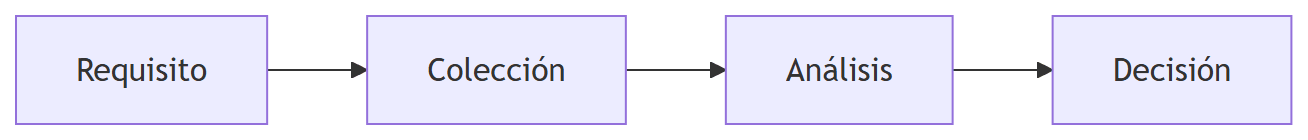 Requisito
Colección
Análisis
Decisión